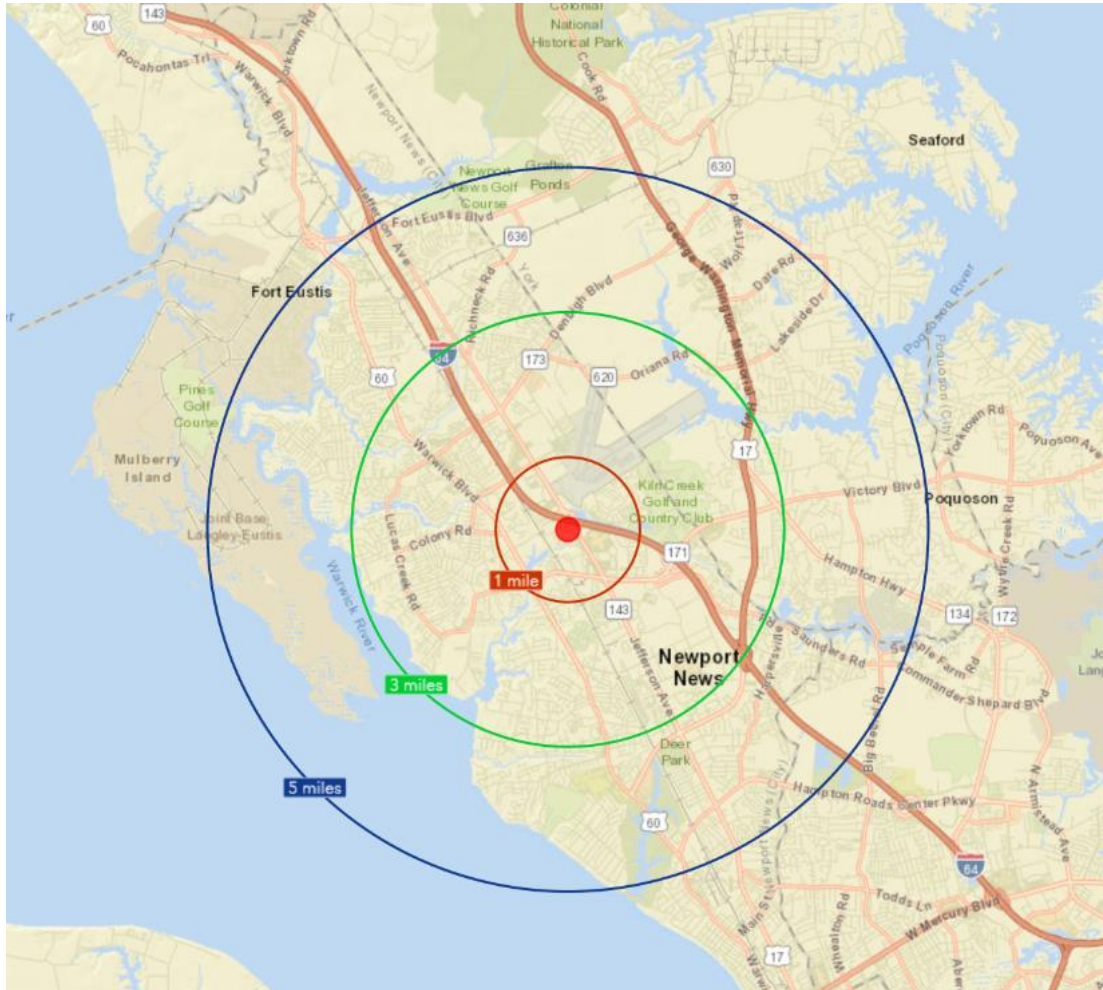 143
60
Colonial
National
Historical Park
Yorktown Rd
Pocahontas Trl
Warwick Blvd
Cook Rd
Newport News (City)
Seaford
630
Newport
News Golf
Course
Grafton
Ponds
Jefferson Ave
Fort Eustis Blvd
636
York
George Washington Memorial Hwy
Wolf Trap Rd
Dare Rd
Lakeside Dr
Fort Eustis
Richneck Rd
Denbigh Blvd
Poquoson River
Poquoson (City)
64
173
60
620
Oriana Rd
Pines
Golf
Course
17
Yorktown Rd
Poquoson Ave
Mulberry
Island
Warwick Blvd
Kiln Creek
Golf and
Country Club
Victory Blvd
Poquoson
Joint Base
Langley-Eustis
Lucas Creek Rd
Colony Rd
171
Hampton Hwy
Wythe Creek Rd
1 mile
Warwick River
143
134
172
Saunders Rd
Semple Farm Rd
Jefferson Ave
Harpersville
Rd
Newport
News
Commander Shepard Blvd
3 miles
Big Bethel Rd
Deer
Park
5 miles
Hampton Roads Center Pkwy
N Armistead Ave
60
Newport News (City)
64
Main St
Todds Ln
W Mercury Blvd
17